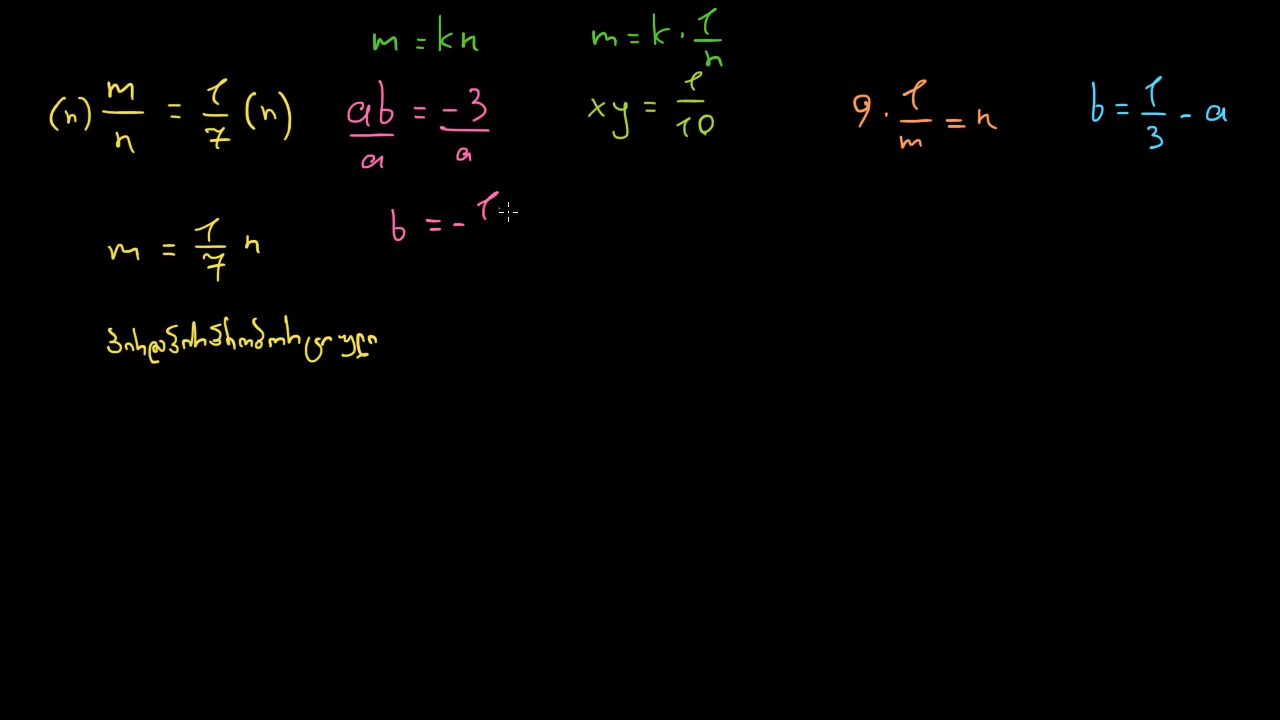 m = kn
m = k · 1/n
(n) m/n = 1/7 (n)
ab/a = -3/a
xy = 1/10
9 · 1/m = n
b = 1/3 - a
m = 1/7 n
b = - 1
პირდაპირპროპორციული